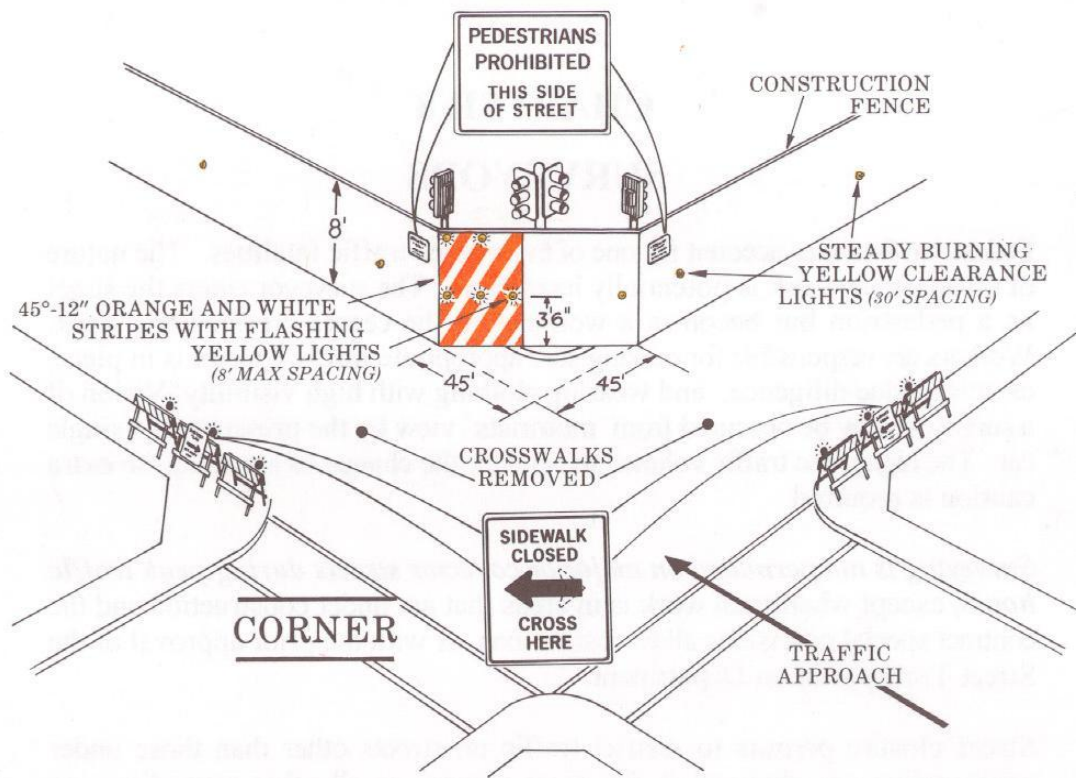 PEDESTRIANS
PROHIBITED
THIS SIDE
OF STREET
CONSTRUCTION
FENCE
8'
STEADY BURNING
YELLOW CLEARANCE
LIGHTS (30' SPACING)
45°-12" ORANGE AND WHITE
STRIPES WITH FLASHING
YELLOW LIGHTS
(8' MAX SPACING)
3'6"
45'
45'
CROSSWALKS
REMOVED
SIDEWALK
CLOSED
CROSS
HERE
CORNER
TRAFFIC
APPROACH